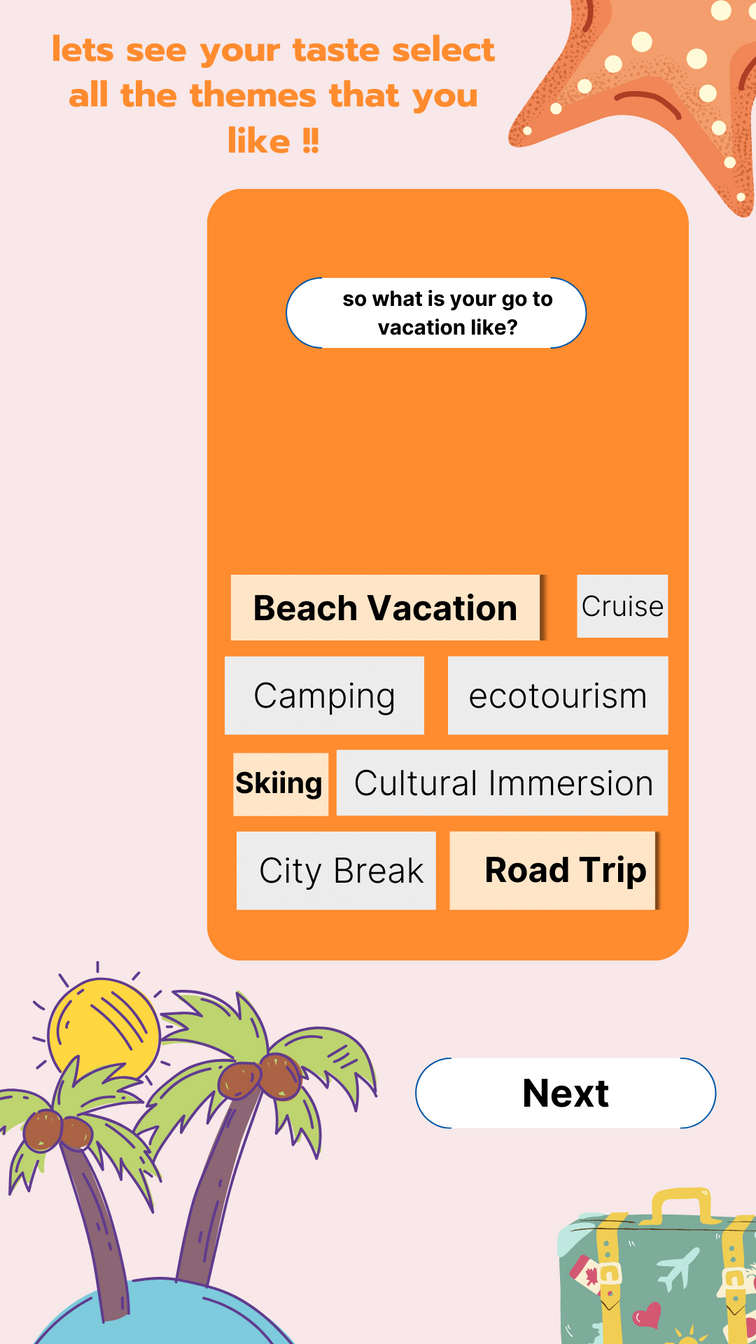 lets see your taste select
all the themes that you
like !!
so what is your go to
vacation like?
Beach Vacation Cruise
Camping ecotourism
Skiing Cultural Immersion
City Break Road Trip
Next